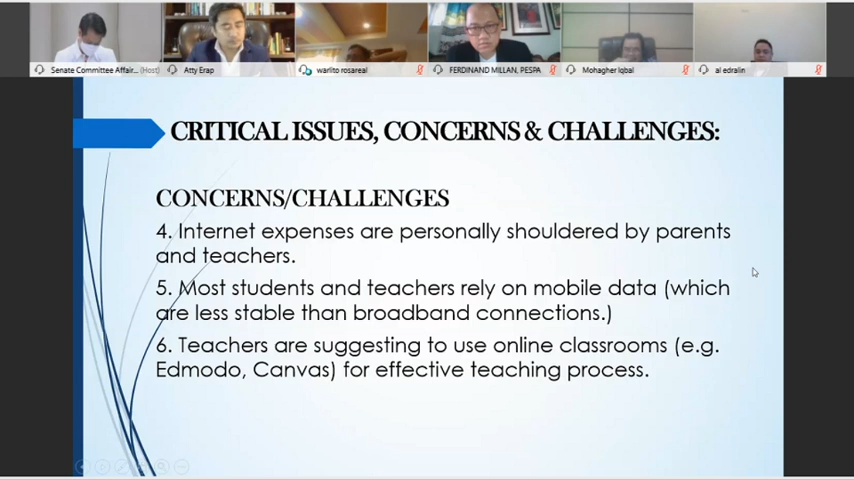 Senate Committee Affair... (Host)
Atty Erap
warlito rosareal
FERDINAND MILLAN, PESPA
Mohagher Iqbal
al edralin
CRITICAL ISSUES, CONCERNS & CHALLENGES:
CONCERNS/CHALLENGES
4. Internet expenses are personally shouldered by parents
and teachers.
5. Most students and teachers rely on mobile data (which
are less stable than broadband connections.)
6. Teachers are suggesting to use online classrooms (e.g.
Edmodo, Canvas) for effective teaching process.